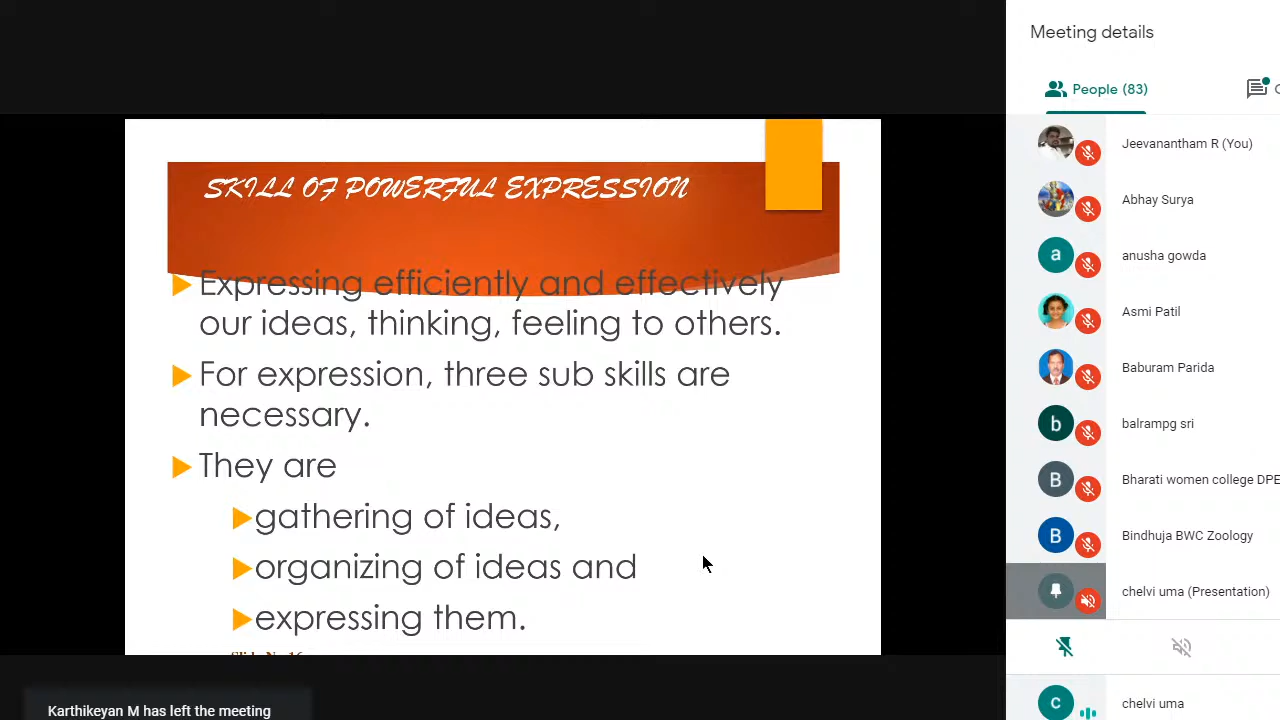 Meeting details
People (83)
SKILL OF POWERFUL EXPRESSION
Expressing efficiently and effectively
our ideas, thinking, feeling to others.
For expression, three sub skills are
necessary.
They are
gathering of ideas,
organizing of ideas and
expressing them.
Jeevanantham R (You)
Abhay Surya
a
anusha gowda
Asmi Patil
Baburam Parida
b
balrampg sri
B
Bharati women college DPE
B
Bindhuja BWC Zoology
chelvi uma (Presentation)
c
chelvi uma
Karthikeyan M has left the meeting